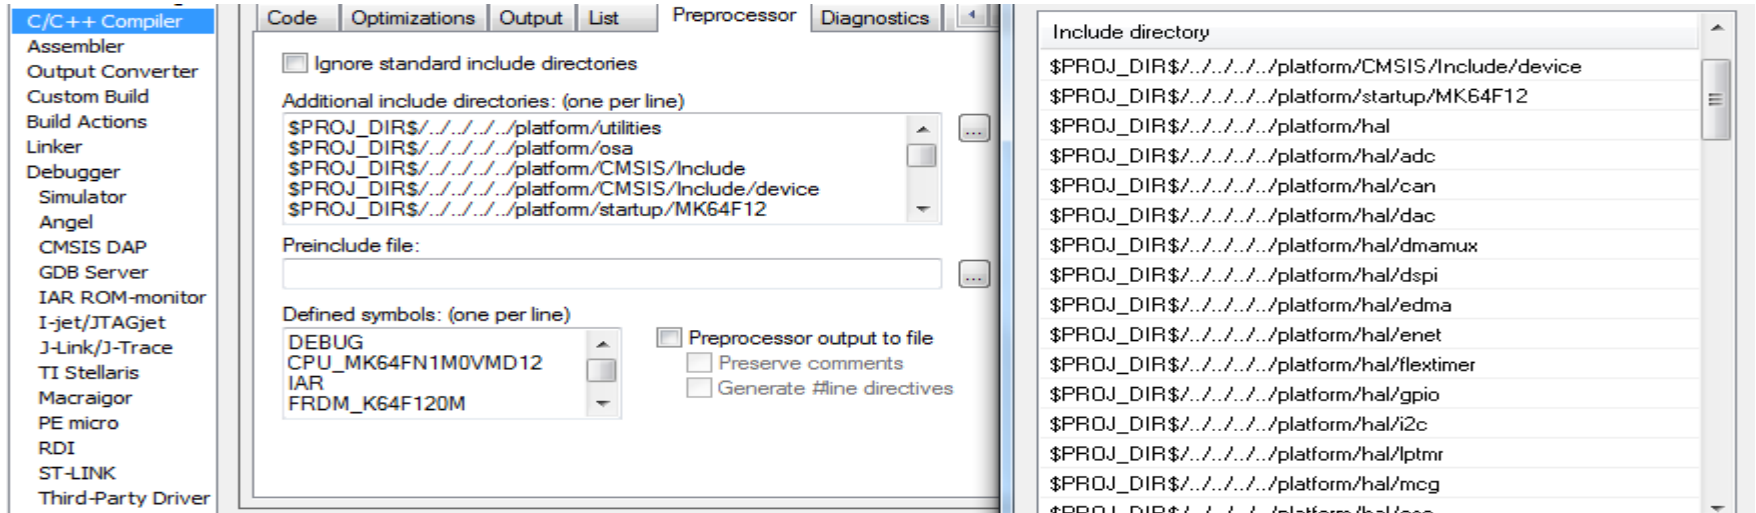 C/C++ Compiler
Assembler
Output Converter
Custom Build
Build Actions
Linker
Debugger
Simulator
Angel
CMSIS DAP
GDB Server
IAR ROM-monitor
I-jet/JTAGjet
J-Link/J-Trace
TI Stellaris
Macraigor
PE micro
RDI
ST-LINK
Third-Party Driver
Code
Optimizations
Output
List
Preprocessor
Diagnostics
Ignore standard include directories
Additional include directories: (one per line)
$PROJ_DIR$/../../../../platform/utilities
$PROJ_DIR$/../../../../platform/osa
$PROJ_DIR$/../../../../platform/CMSIS/Include
$PROJ_DIR$/../../../../platform/CMSIS/Include/device
$PROJ_DIR$/../../../../platform/startup/MK64F12
...
Preinclude file:
...
Defined symbols: (one per line)
DEBUG
CPU_MK64FN1M0VMD12
IAR
FRDM_K64F120M
Preprocessor output to file
Preserve comments
Generate #line directives
Include directory
$PROJ_DIR$/../../../../platform/CMSIS/Include/device
$PROJ_DIR$/../../../../platform/startup/MK64F12
$PROJ_DIR$/../../../../platform/hal
$PROJ_DIR$/../../../../platform/hal/adc
$PROJ_DIR$/../../../../platform/hal/can
$PROJ_DIR$/../../../../platform/hal/dac
$PROJ_DIR$/../../../../platform/hal/dmamux
$PROJ_DIR$/../../../../platform/hal/dspi
$PROJ_DIR$/../../../../platform/hal/edma
$PROJ_DIR$/../../../../platform/hal/enet
$PROJ_DIR$/../../../../platform/hal/flextimer
$PROJ_DIR$/../../../../platform/hal/gpio
$PROJ_DIR$/../../../../platform/hal/i2c
$PROJ_DIR$/../../../../platform/hal/lptmr
$PROJ_DIR$/../../../../platform/hal/mcg